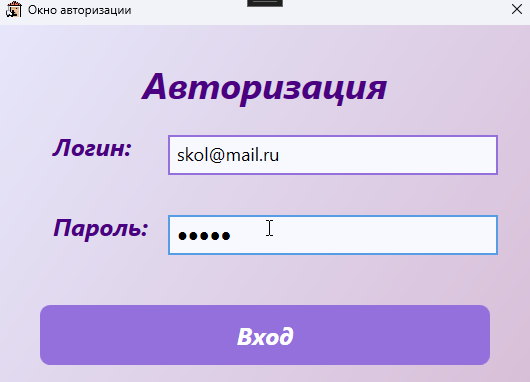 Окно авторизации
Авторизация
Логин:
skol@mail.ru
Пароль:
•••••
Вход